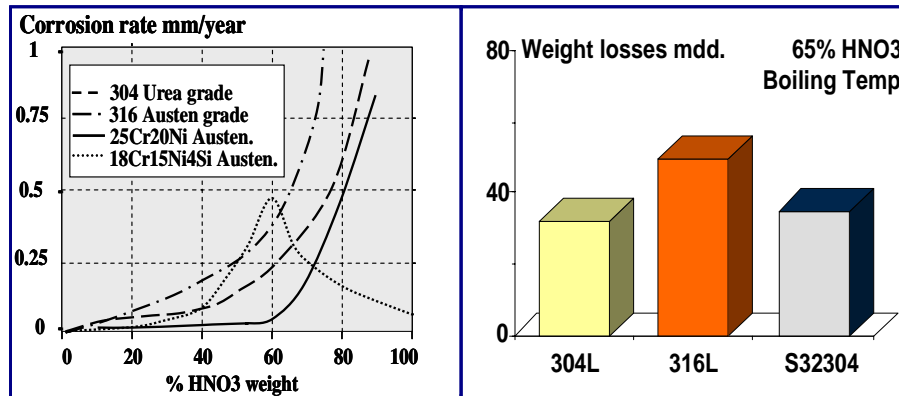 Corrosion rate mm/year
1
0.75
0.5
0.25
0
304 Urea grade
316 Austen grade
25Cr20Ni Austen.
18Cr15Ni4Si Austen.
0 20 40 60 80 100
% HNO3 weight
Weight losses mdd. 65% HNO3
Boiling Temp
80
40
0
304L 316L S32304